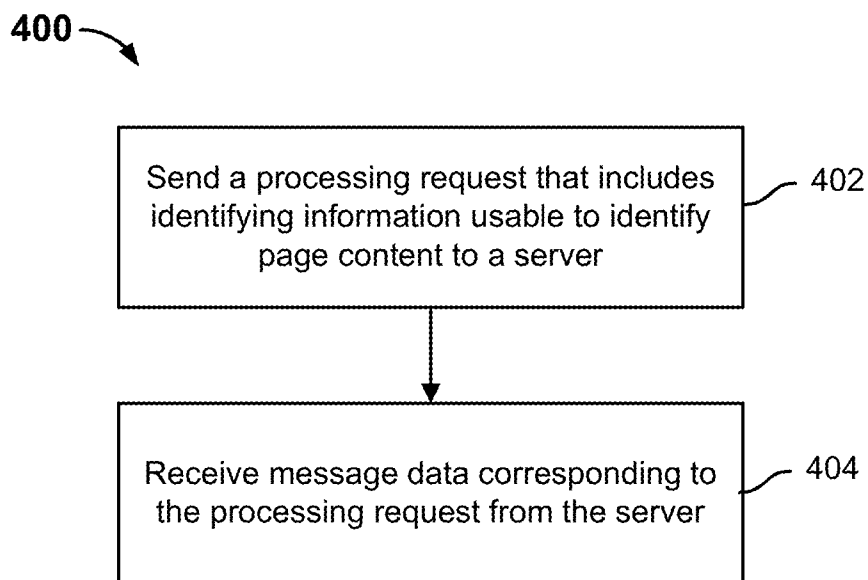 400
Send a processing request that includes
identifying information usable to identify
page content to a server
402
Receive message data corresponding to
the processing request from the server
404